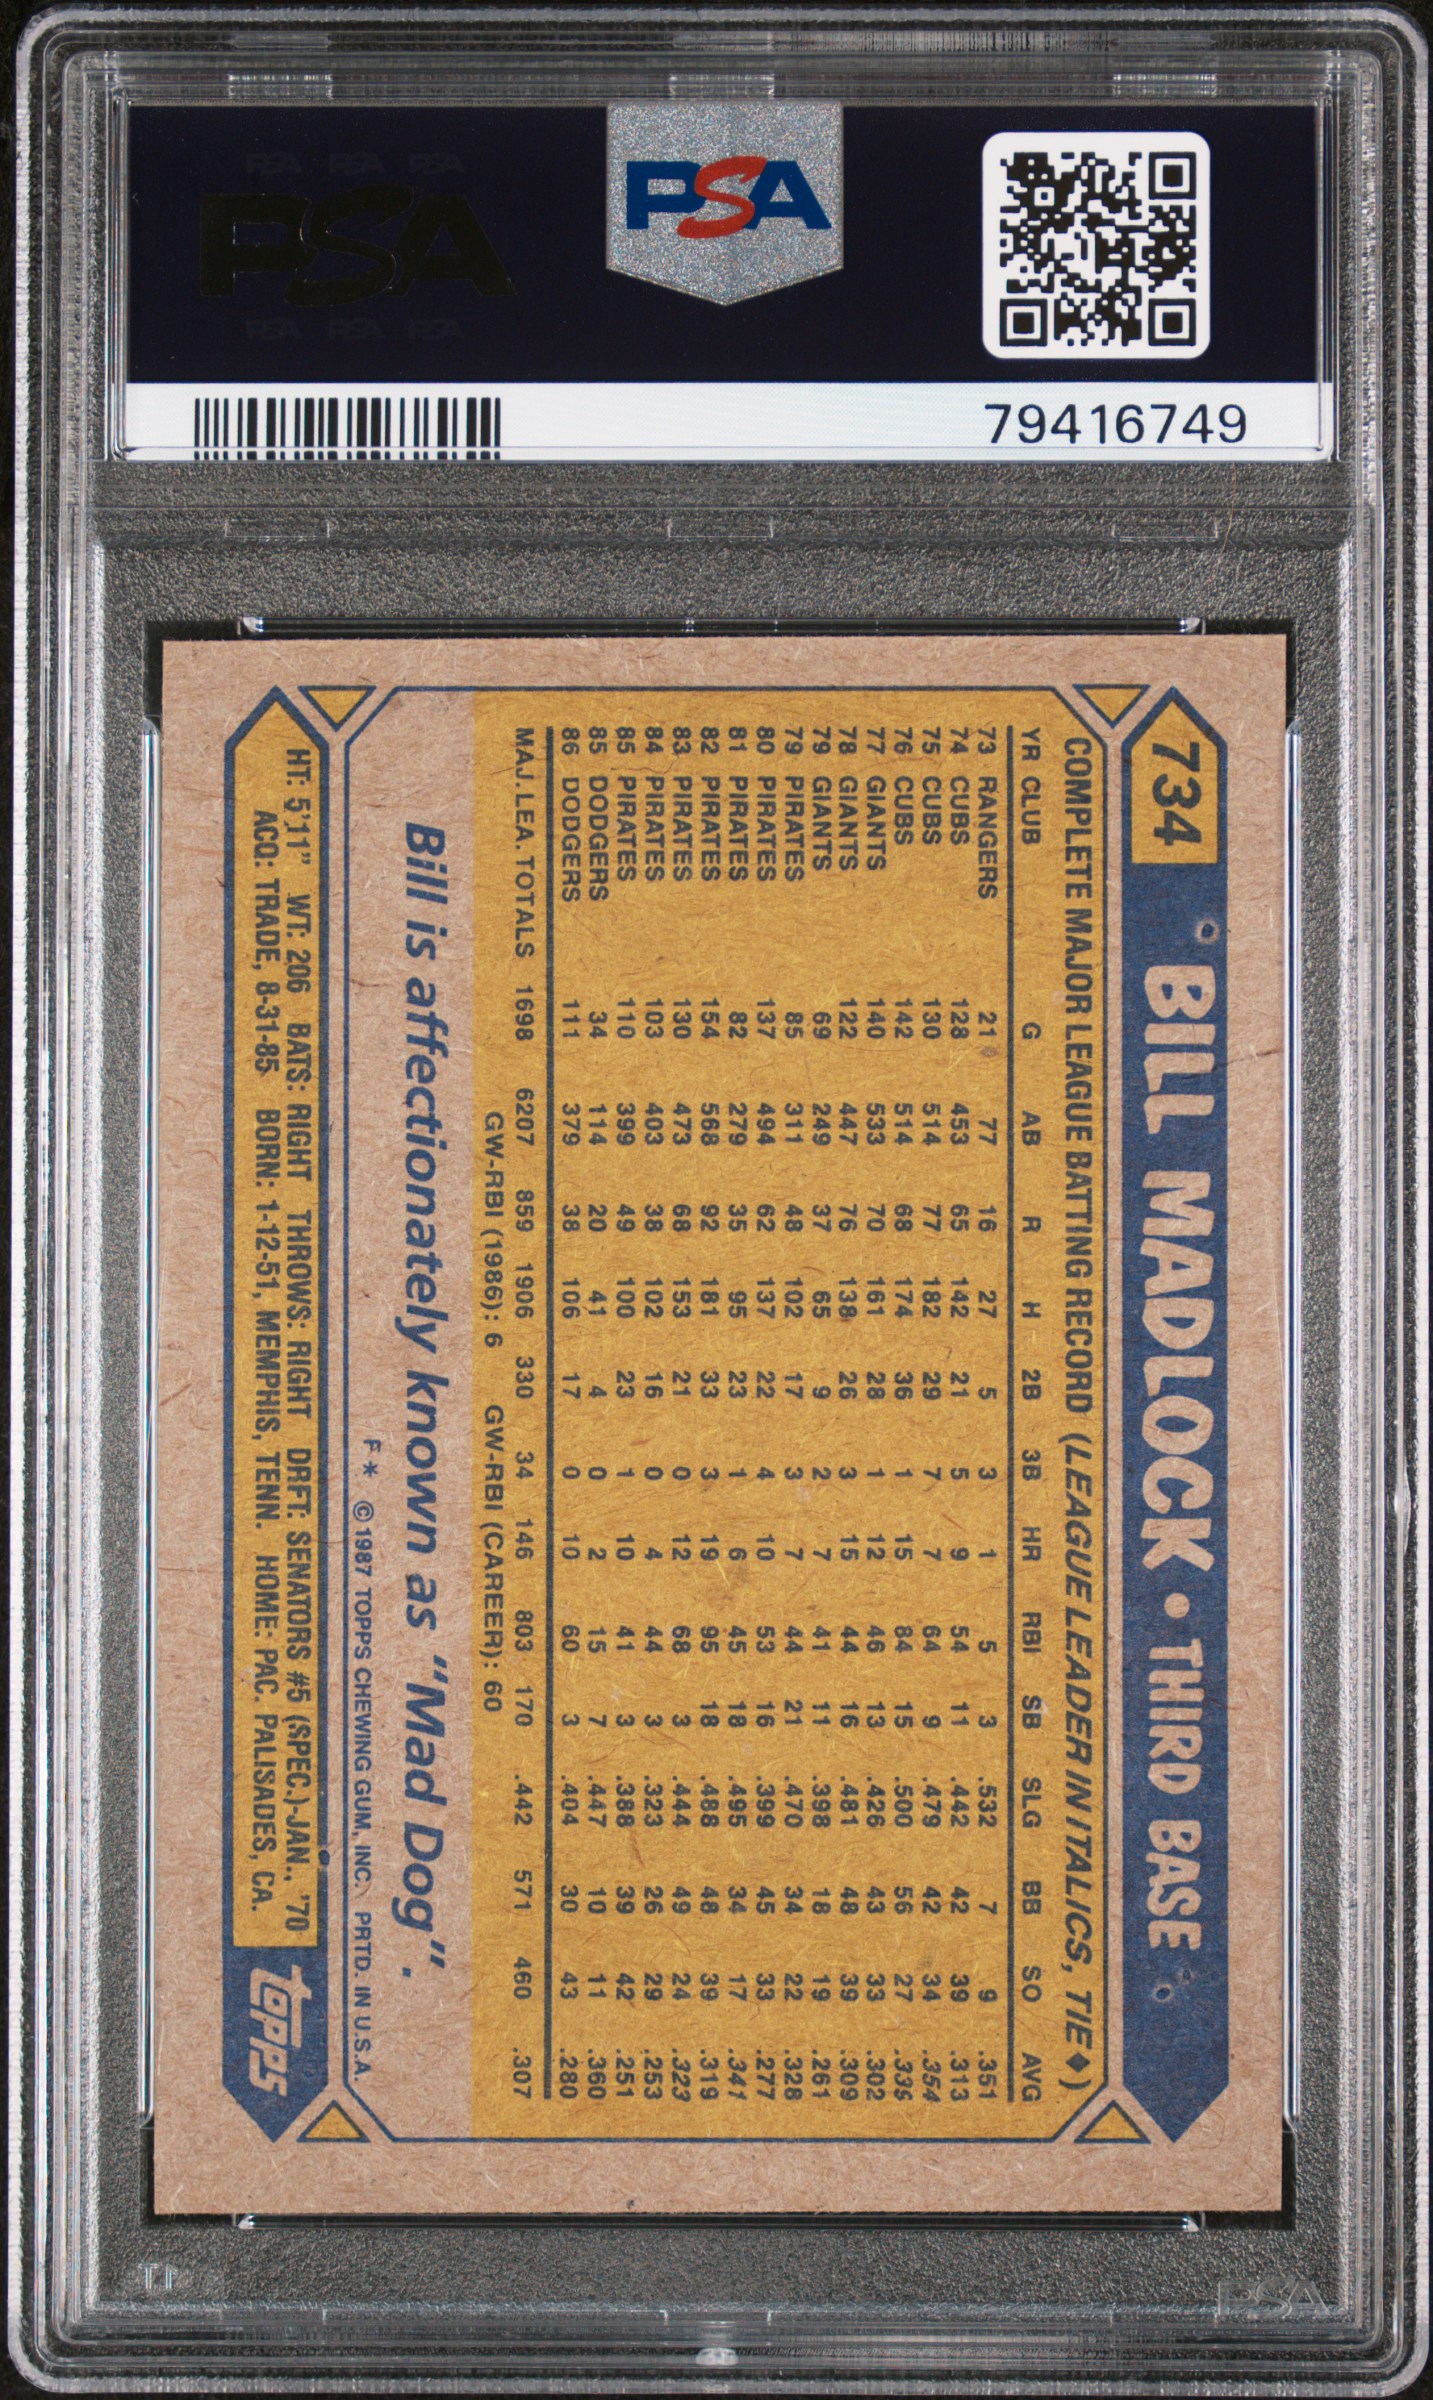 PSA PSA PSA
PSA
PSA PSA PSA
PSA
79416749
734 BILL MADLOCK • THIRD BASE
COMPLETE MAJOR LEAGUE BATTING RECORD (LEAGUE LEADER IN ITALICS, TIE♦)
YR CLUB G AB R H 2B 3B HR RBI SB SLG BB SO AVG
73 RANGERS 21 77 16 27 5 3 1 5 3 .532 7 9 .351
74 CUBS 128 453 65 142 21 5 9 54 11 .442 42 39 .313
75 CUBS 130 514 77 182 29 7 7 64 9 .479 42 34 .354
76 CUBS 142 514 68 174 36 1 15 84 15 .500 56 27 .339
77 GIANTS 140 533 70 161 28 1 12 46 13 .426 43 33 .302
78 GIANTS 122 447 76 138 26 3 15 44 16 .481 48 39 .309
79 GIANTS 69 249 37 65 9 2 7 41 11 .398 18 19 .261
79 PIRATES 85 311 48 102 17 3 7 44 21 .470 34 22 .328
80 PIRATES 137 494 62 137 22 4 10 53 16 .399 45 33 .277
81 PIRATES 82 279 35 95 23 1 6 45 18 .495 34 17 .341
82 PIRATES 154 568 92 181 33 3 19 95 18 .488 48 39 .319
83 PIRATES 130 473 68 153 21 0 12 68 3 .444 49 24 .323
84 PIRATES 103 403 38 102 16 0 4 44 3 .323 26 29 .253
85 PIRATES 110 399 49 100 23 1 10 41 3 .388 39 42 .251
85 DODGERS 34 114 20 41 4 0 2 15 7 .447 10 11 .360
86 DODGERS 111 379 38 106 17 0 10 60 3 .404 30 43 .280
MAJ. LEA. TOTALS 1698 6207 859 1906 330 34 146 803 170 .442 571 460 .307
GW-RBI (1986): 6 GW-RBI (CAREER): 60
Bill is affectionately known as "Mad Dog".
F* © 1987 TOPPS CHEWING GUM, INC. PRTD. IN U.S.A.
HT: 5'11" WT: 206 BATS: RIGHT THROWS: RIGHT DRFT: SENATORS #5 (SPEC.)-JAN., '70
ACQ: TRADE, 8-31-85 BORN: 1-12-51, MEMPHIS, TENN. HOME: PAC. PALISADES, CA.
TOPPS
PSA